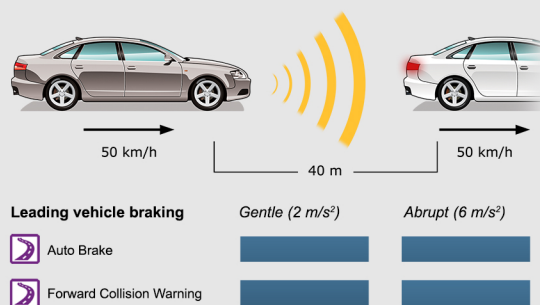 50 km/h 50 km/h
40 m
Leading vehicle braking Gentle (2 m/s²) Abrupt (6 m/s²)
Auto Brake
Forward Collision Warning